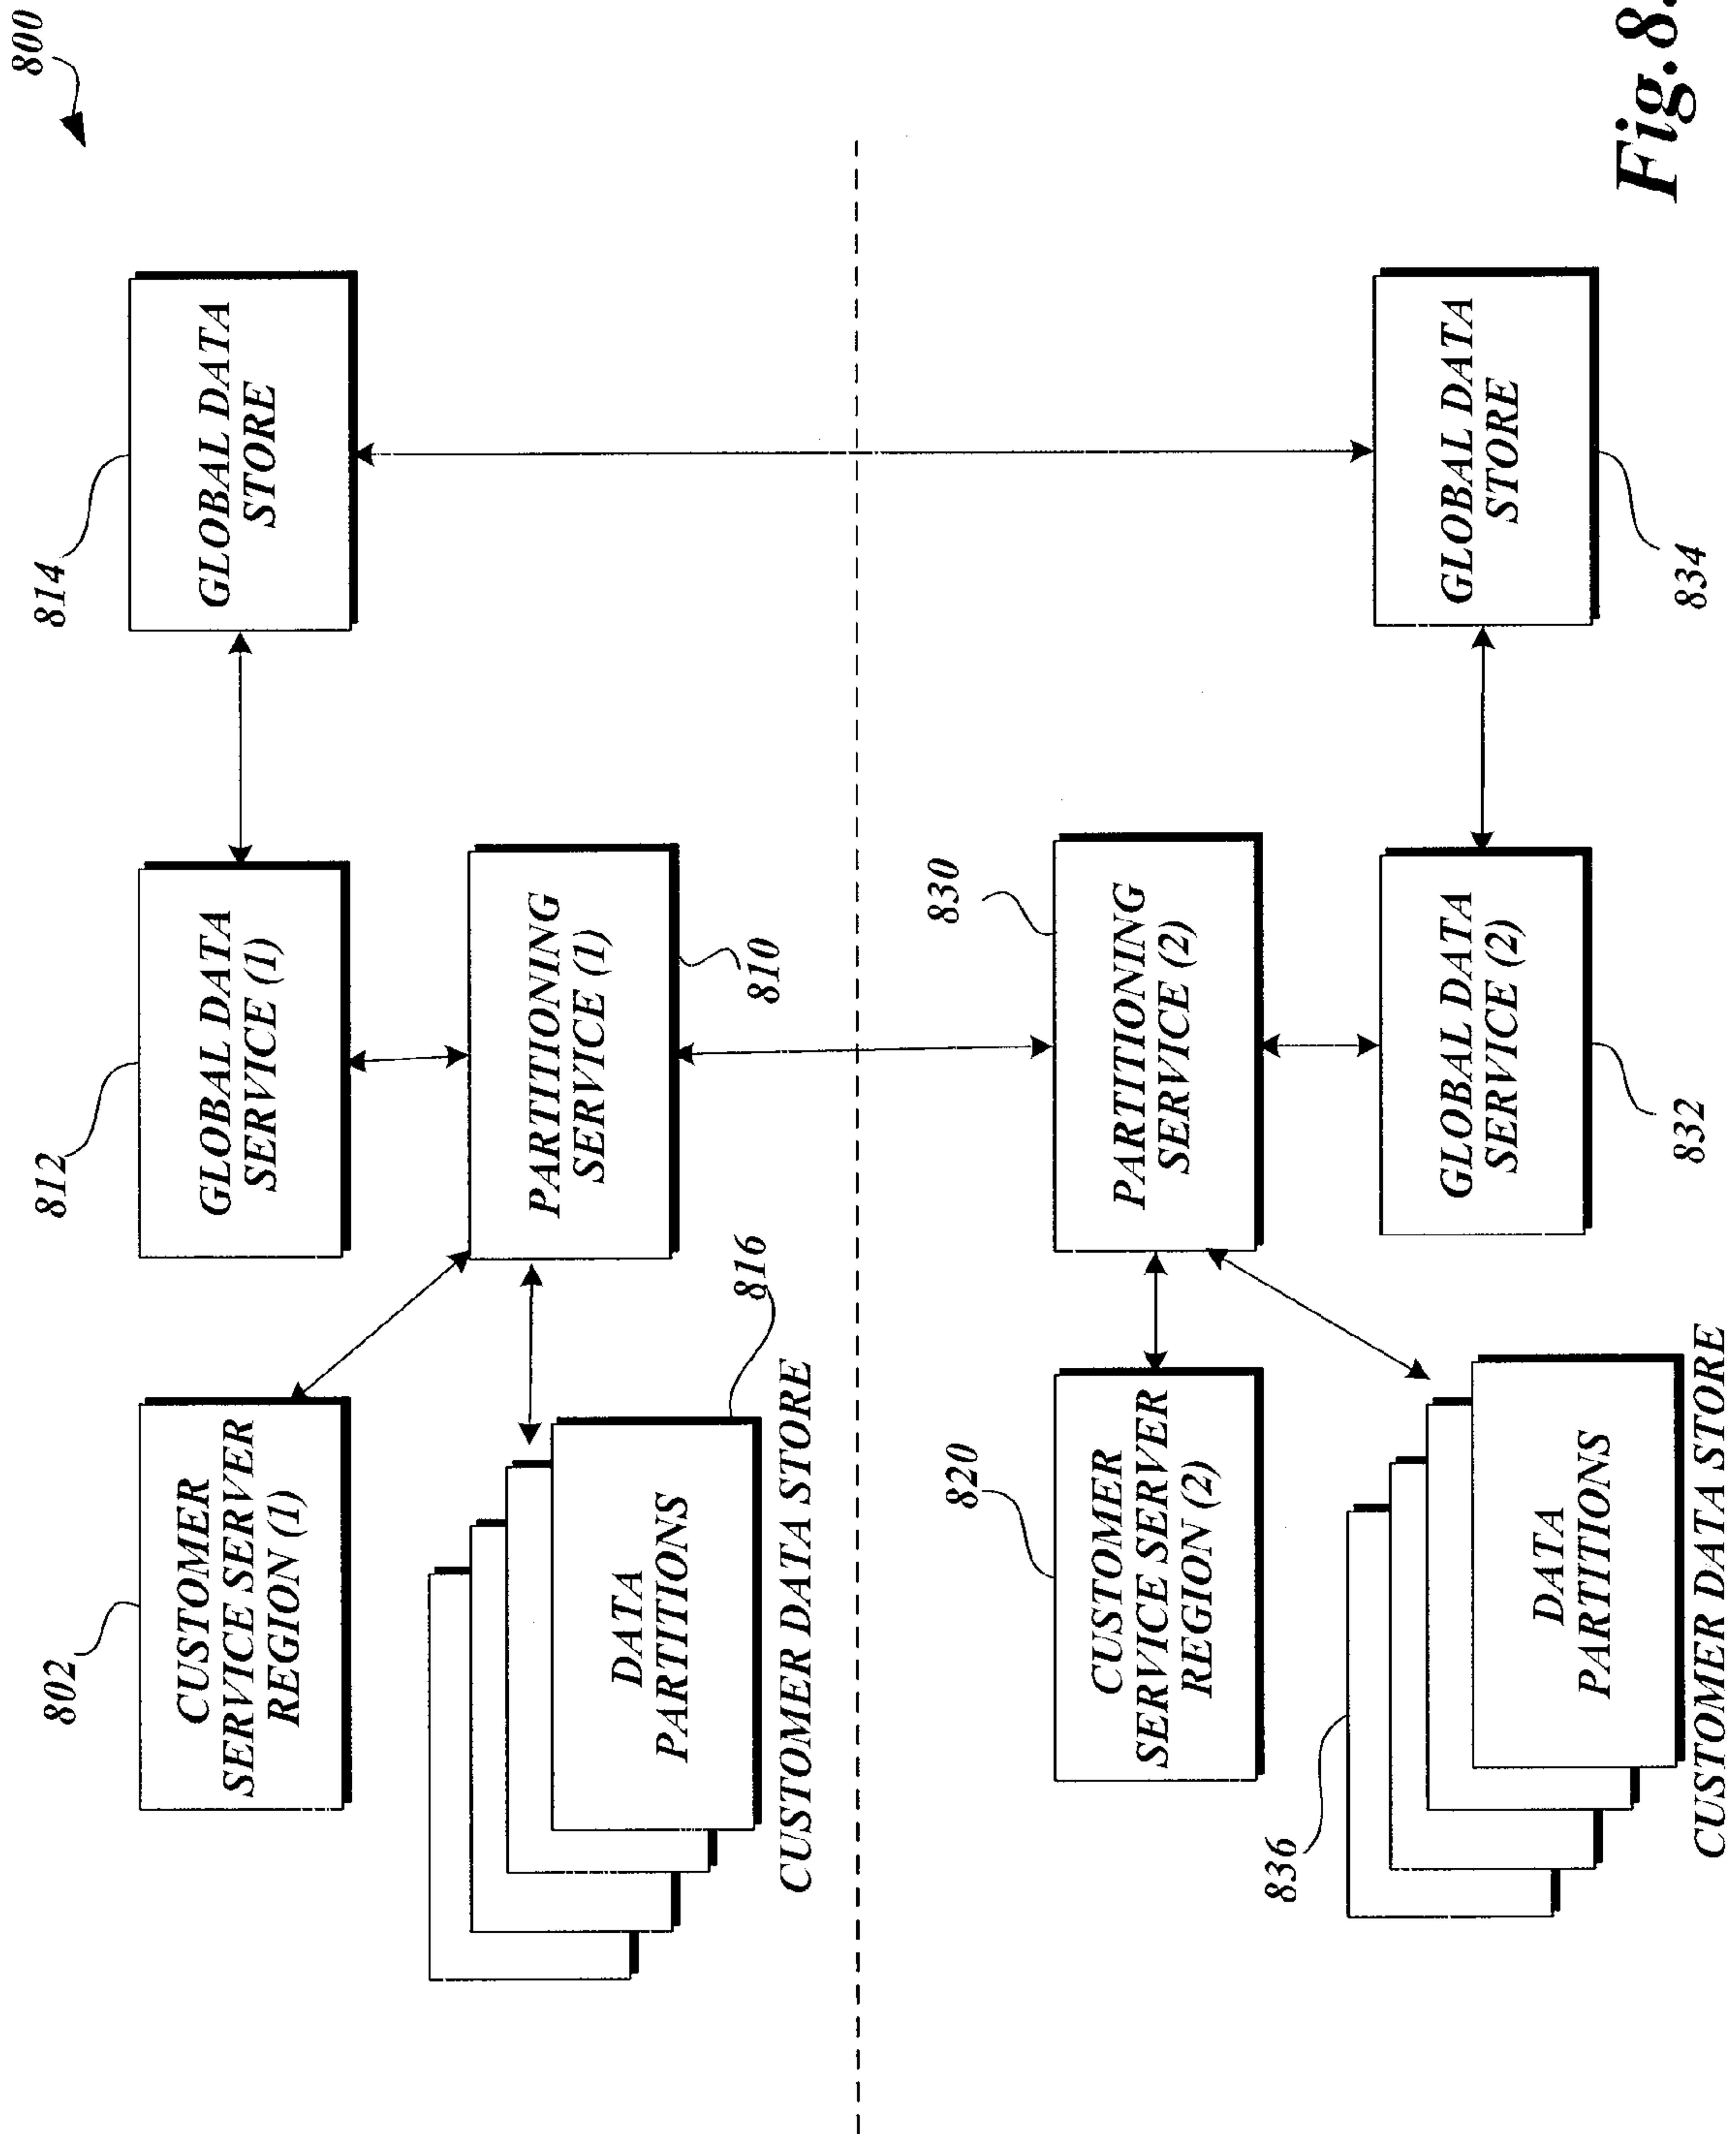 800
814
GLOBAL DATA
STORE
812
GLOBAL DATA
SERVICE (1)
802
CUSTOMER
SERVICE SERVER
REGION (1)
PARTITIONING
SERVICE (1)
810
816
DATA
PARTITIONS
CUSTOMER DATA STORE
830
PARTITIONING
SERVICE (2)
820
CUSTOMER
SERVICE SERVER
REGION (2)
GLOBAL DATA
STORE
834
GLOBAL DATA
SERVICE (2)
832
836
DATA
PARTITIONS
CUSTOMER DATA STORE
Fig.8.